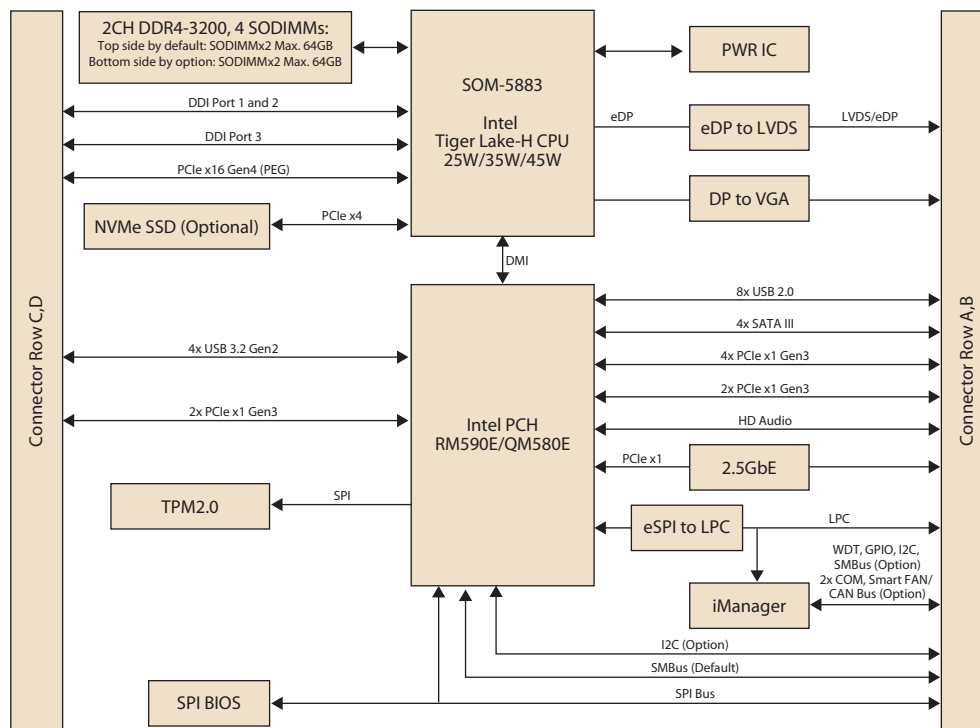 2CH DDR4-3200, 4 SODIMMs:
Top side by default: SODIMMx2 Max. 64GB
Bottom side by option: SODIMMx2 Max. 64GB
SOM-5883
Intel
Tiger Lake-H CPU
25W/35W/45W
PWR IC
DDI Port 1 and 2
DDI Port 3
PCIe x16 Gen4 (PEG)
NVMe SSD (Optional)
PCIe x4
eDP
eDP to LVDS
LVDS/eDP
DP to VGA
DMI
Connector Row C,D
Connector Row A,B
4x USB 3.2 Gen2
2x PCIe x1 Gen3
Intel PCH
RM590E/QM580E
8x USB 2.0
4x SATA III
4x PCIe x1 Gen3
2x PCIe x1 Gen3
HD Audio
PCIe x1
2.5GbE
TPM2.0
SPI
eSPI to LPC
LPC
WDT, GPIO, I2C,
SMBus (Option)
2x COM, Smart FAN/
CAN Bus (Option)
iManager
I2C (Option)
SMBus (Default)
SPI BIOS
SPI Bus